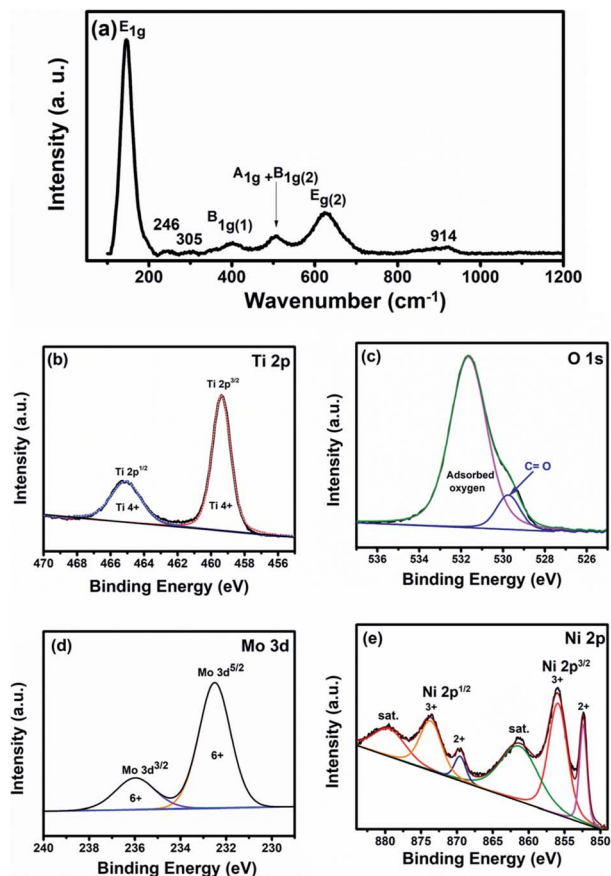 (a)
E1g
246
305
B1g(1)
A1g +B1g(2)
Eg(2)
914
Intensity (a. u.)
200 400 600 800 1000 1200
Wavenumber (cm-1)
(b) Ti 2p
Ti 2p3/2
Ti 2p1/2
Ti 4+ Ti 4+
Intensity (a.u.)
470 468 466 464 462 460 458 456 454
Binding Energy (eV)
(c) O 1s
C= O
Adsorbed
oxygen
Intensity (a.u.)
536 534 532 530 528 526
Binding Energy (eV)
(d) Mo 3d
Mo 3d5/2
6+
Mo 3d3/2
6+
Intensity (a.u.)
240 238 236 234 232 230
Binding Energy (eV)
(e) Ni 2p
Ni 2p3/2
3+
2+
Ni 2p1/2
3+
2+
sat.
sat.
Intensity (a.u.)
880 875 870 865 860 855 850
Binding Energy (eV)